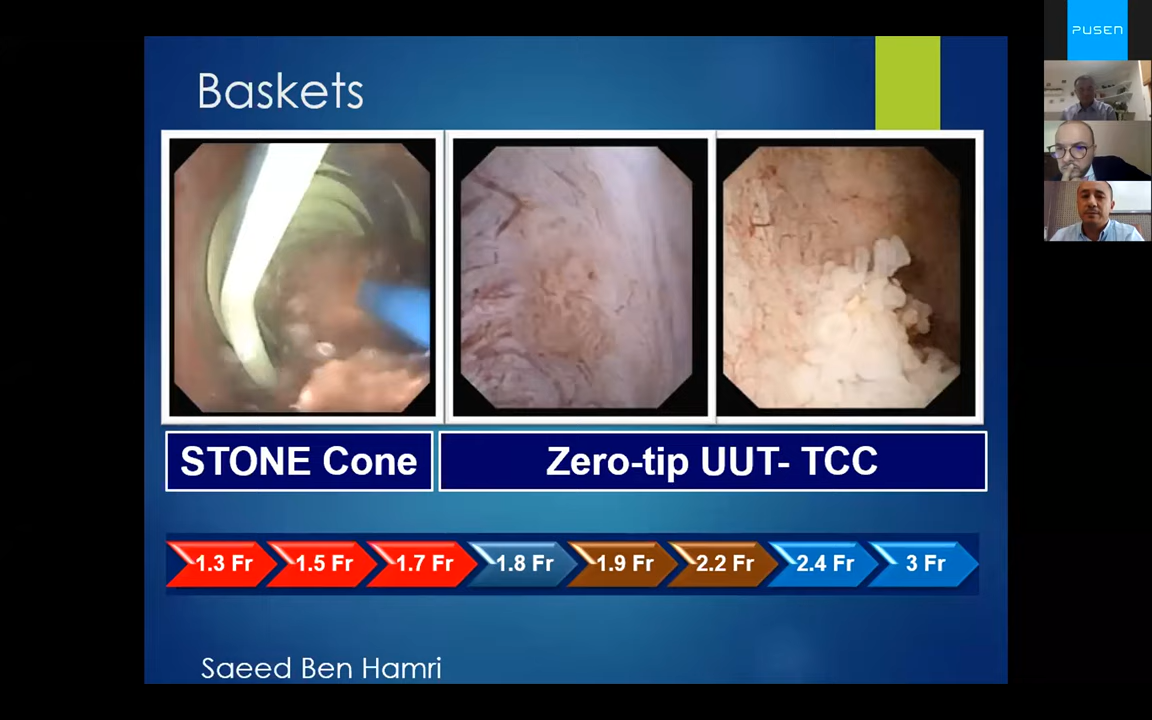 PUSEN
Baskets
STONE Cone
Zero-tip UUT- TCC
1.3 Fr
1.5 Fr
1.7 Fr
1.8 Fr
1.9 Fr
2.2 Fr
2.4 Fr
3 Fr
Saeed Ben Hamri